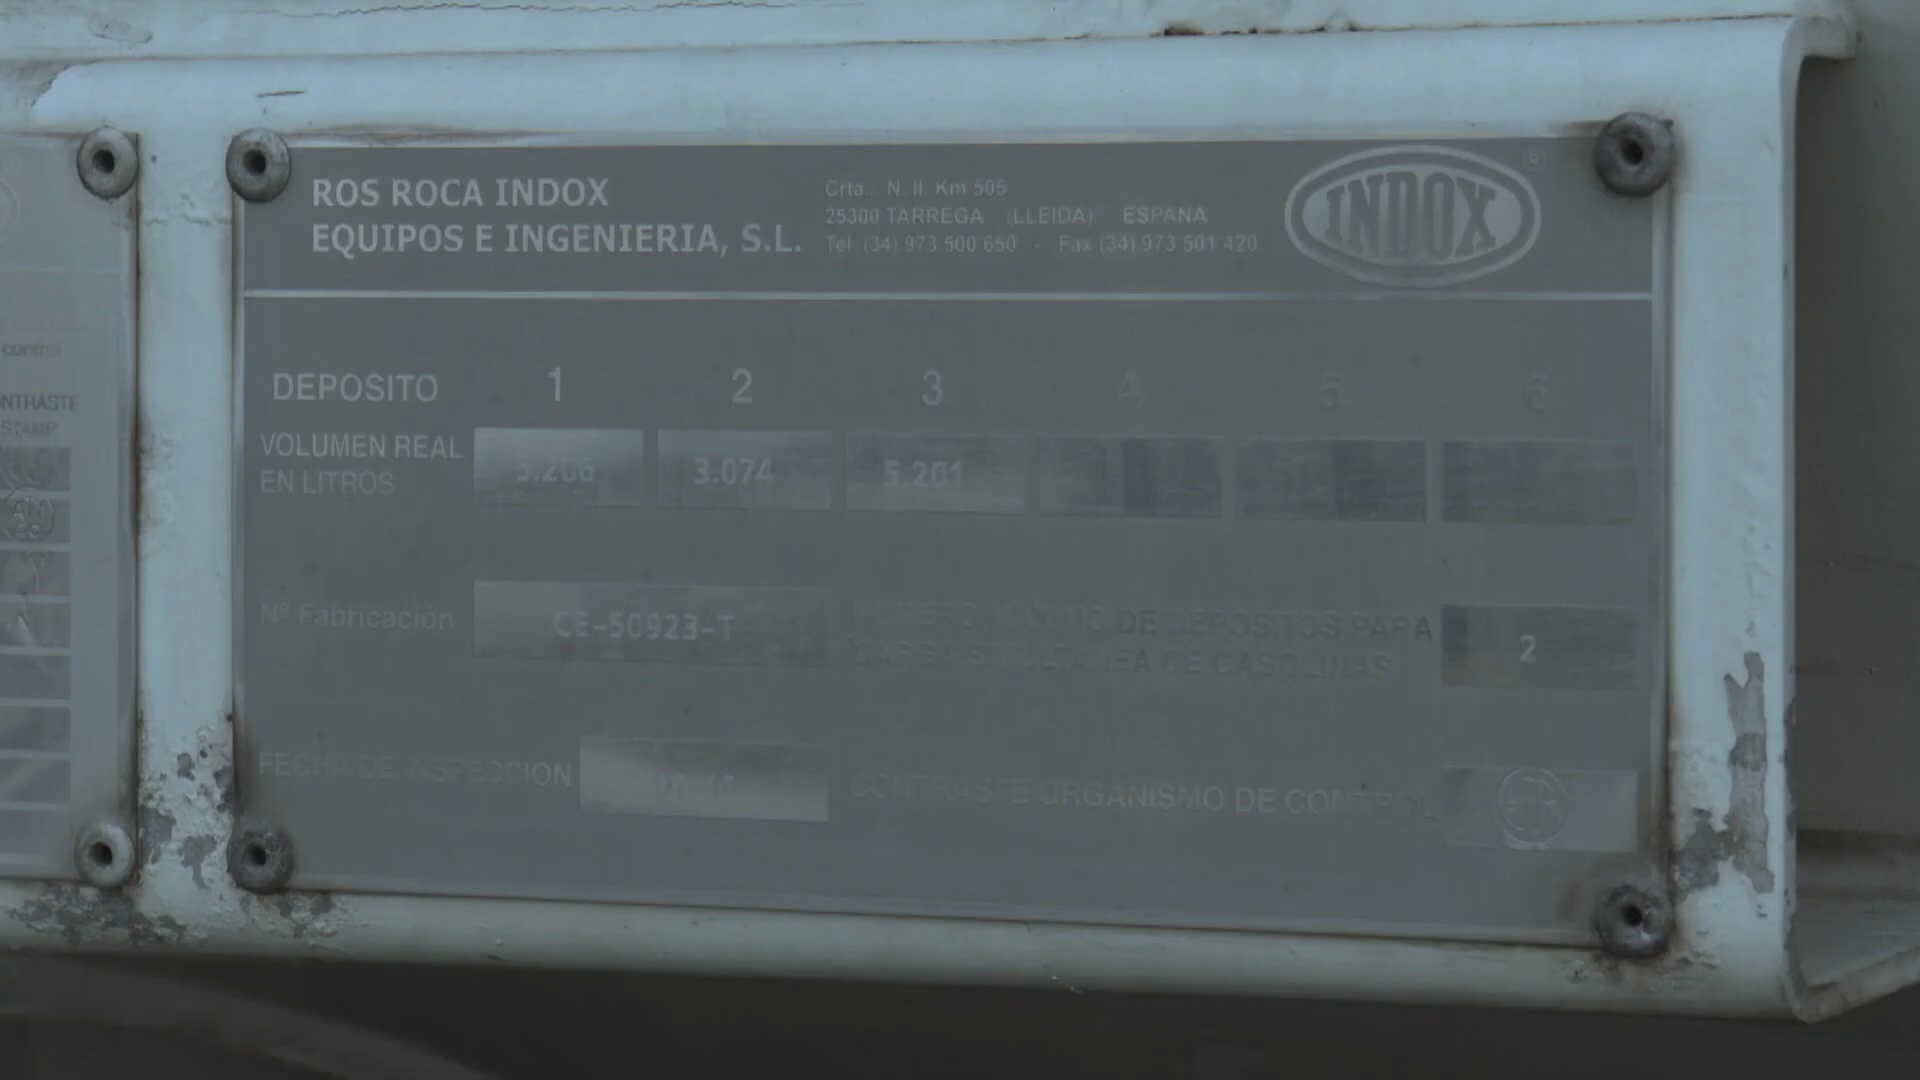 ROS ROCA INDOX
EQUIPOS E INGENIERIA, S.L.
Crta. N. II. Km 505
25300 TARREGA (LLEIDA) ESPAÑA
Tel. (34) 973 500 650 - Fax (34) 973 501 420
INDOX ®
DEPOSITO 1 2 3 4 5 6
VOLUMEN REAL
EN LITROS
3.074 5.201
Nº Fabricación CE-50923-T
NUMERO MAXIMO DE DEPOSITOS PARA
CARGA SIMULTANEA DE GASOLINAS
2
FECHA DE INSPECCION
CONTRASTE ORGANISMO DE CONTROL
control